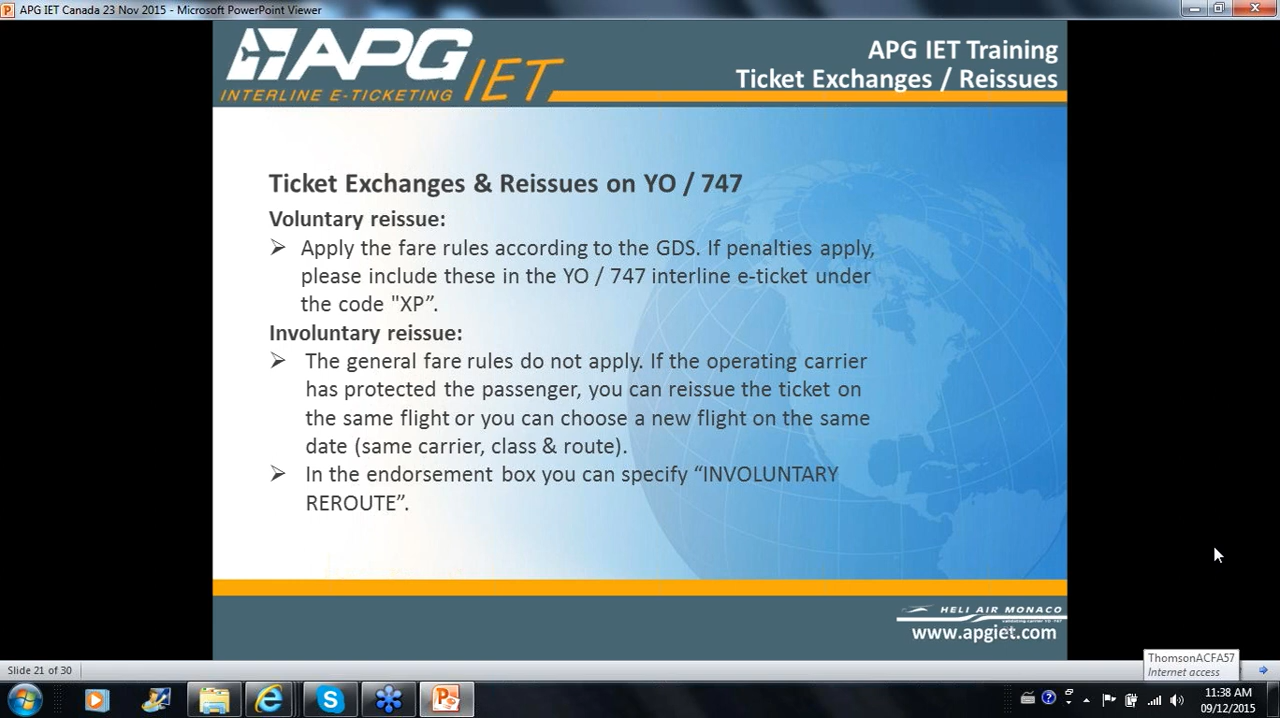 APG IET Canada 23 Nov 2015 - Microsoft PowerPoint Viewer
APG IET
INTERLINE E-TICKETING
APG IET Training
Ticket Exchanges / Reissues
Ticket Exchanges & Reissues on YO / 747
Voluntary reissue:
Apply the fare rules according to the GDS. If penalties apply,
please include these in the YO / 747 interline e-ticket under
the code "XP”.
Involuntary reissue:
The general fare rules do not apply. If the operating carrier
has protected the passenger, you can reissue the ticket on
the same flight or you can choose a new flight on the same
date (same carrier, class & route).
In the endorsement box you can specify “INVOLUNTARY
REROUTE”.
HELI AIR MONACO
validating carrier YO-747
www.apgiet.com
ThomsonACFA57
Internet access
Slide 21 of 30
11:38 AM
09/12/2015